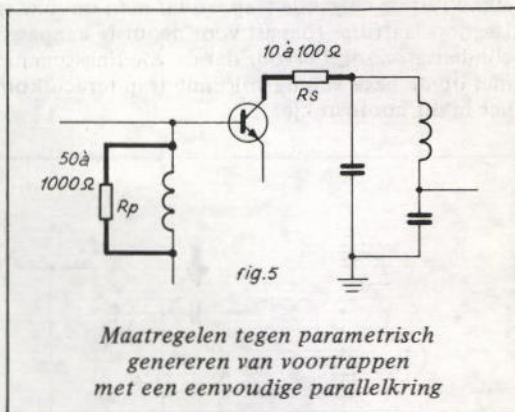 10 à 100 Ω
Rs
50 à
1000 Ω
Rp
fig.5
Maatregelen tegen parametrisch
genereren van voortrappen
met een eenvoudige parallelkring